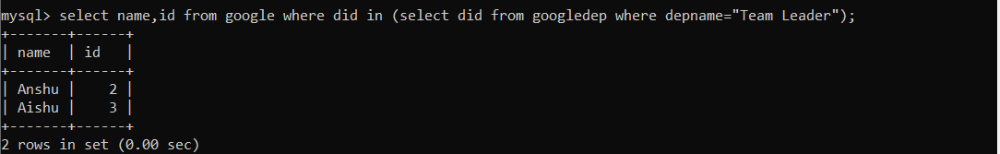 mysql> select name,id from google where did in (select did from googledep where depname="Team Leader");
+-------+------+
| name  | id   |
+-------+------+
| Anshu |    2 |
| Aishu |    3 |
+-------+------+
2 rows in set (0.00 sec)